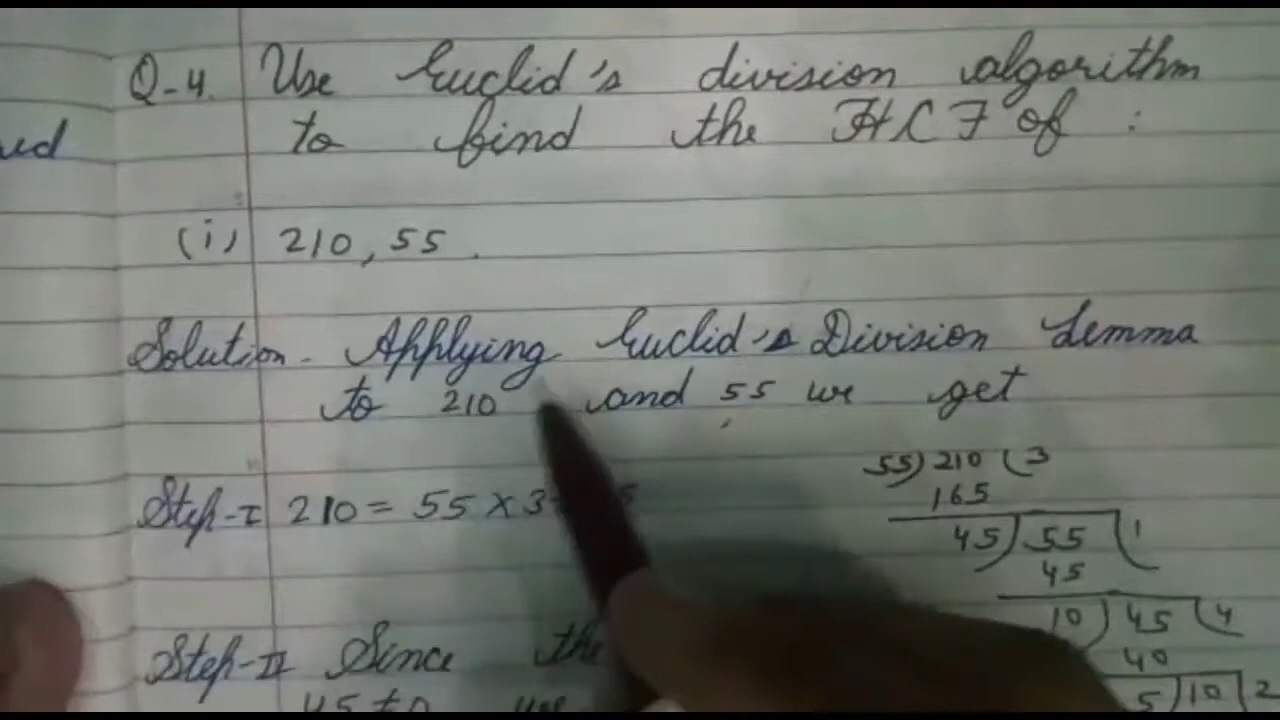 Q-4. Use Euclid's division algorithm
to find the HCF of :
(i) 210, 55.
Solution - Applying Euclid's Division Lemma
to 210 and 55 we get
Step-I 210 = 55 × 3
55) 210 ( 3
165
45) 55 ( 1
45
10) 45 ( 4
40
5) 10 ( 2
Step-II Since the
45 ≠ 0